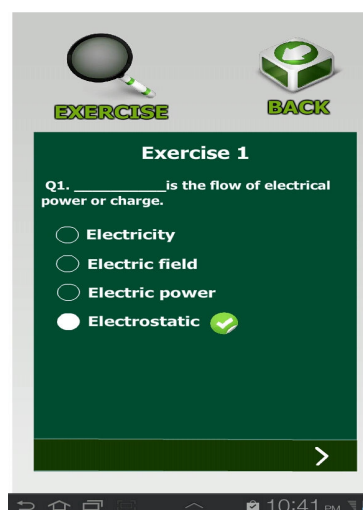 EXERCISE
BACK
Exercise 1
Q1. __________is the flow of electrical
power or charge.
Electricity
Electric field
Electric power
Electrostatic
10:41 PM